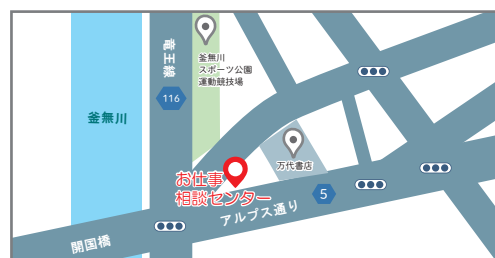 竜王線
釜無川
スポーツ公園
運動競技場
116
釜無川
万代書店
お仕事
相談センター
5
アルプス通り
開国橋